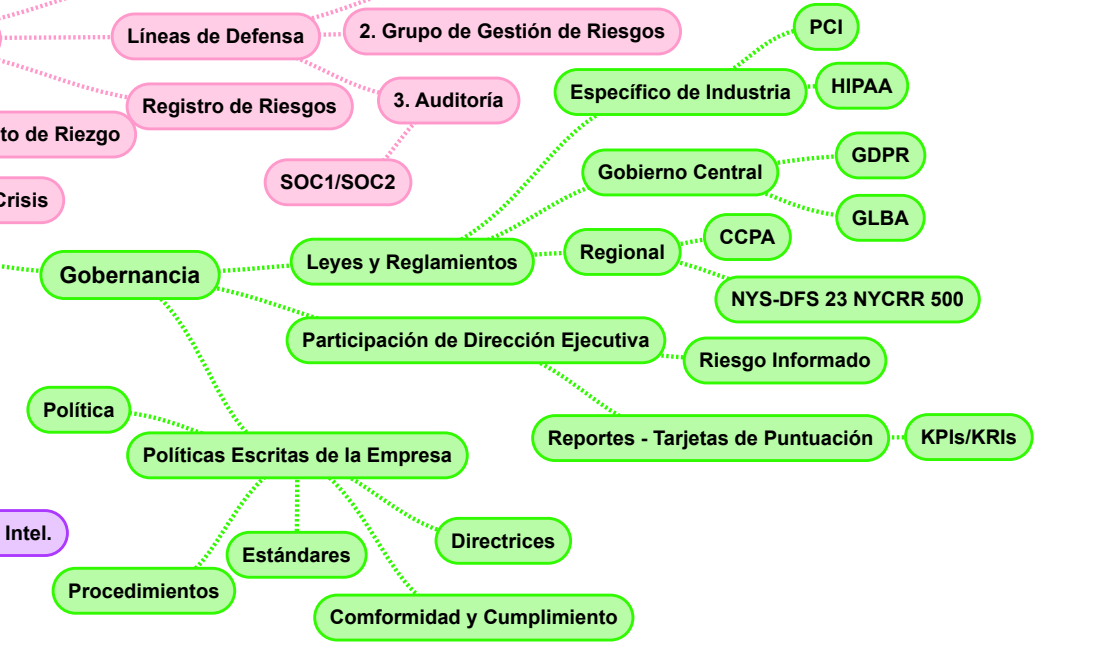 Líneas de Defensa
2. Grupo de Gestión de Riesgos
PCI
Específico de Industria
HIPAA
Registro de Riesgos
3. Auditoría
to de Riezgo
GDPR
Gobierno Central
SOC1/SOC2
Crisis
GLBA
CCPA
Regional
Leyes y Reglamientos
Gobernancia
NYS-DFS 23 NYCRR 500
Participación de Dirección Ejecutiva
Riesgo Informado
Política
Reportes - Tarjetas de Puntuación
KPIs/KRIs
Políticas Escritas de la Empresa
Intel.
Directrices
Estándares
Procedimientos
Comformidad y Cumplimiento